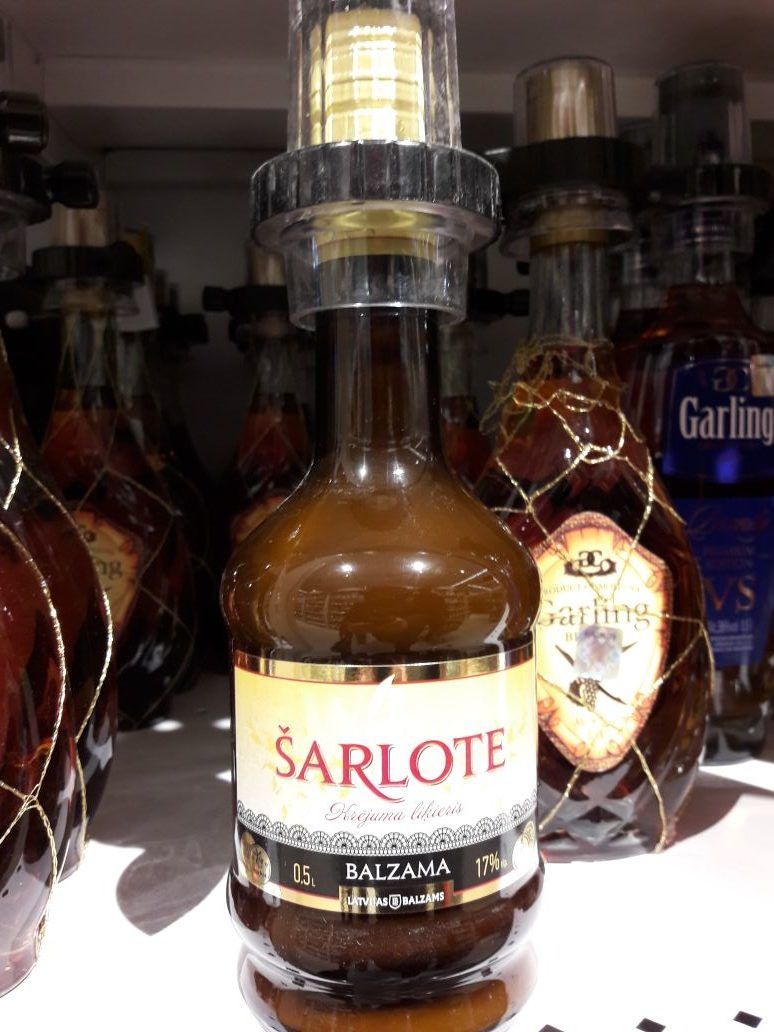 ŠARLOTE
Krējuma liķieris
0.5L
BALZAMA
17%
LATVIJAS BALZAMS
Garling
Garling
VS